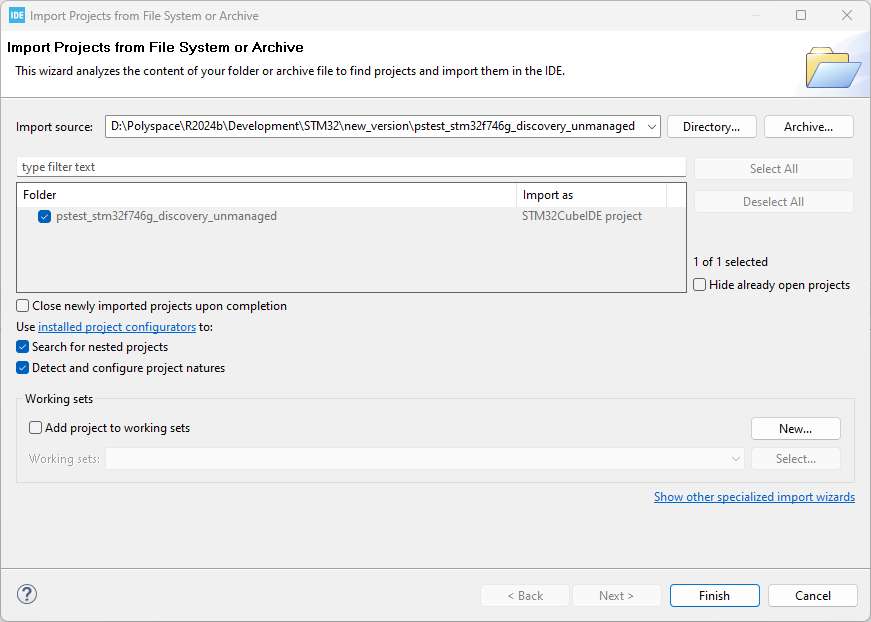 IDE Import Projects from File System or Archive
Import Projects from File System or Archive
This wizard analyzes the content of your folder or archive file to find projects and import them in the IDE.
Import source: D:\Polyspace\R2024b\Development\STM32\new_version\pstest_stm32f746g_discovery_unmanaged Directory... Archive...
type filter text Select All
Folder Import as Deselect All
pstest_stm32f746g_discovery_unmanaged STM32CubeIDE project
1 of 1 selected
Hide already open projects
Close newly imported projects upon completion
Use installed project configurators to:
Search for nested projects
Detect and configure project natures
Working sets
Add project to working sets New...
Working sets: Select...
Show other specialized import wizards
? < Back Next > Finish Cancel